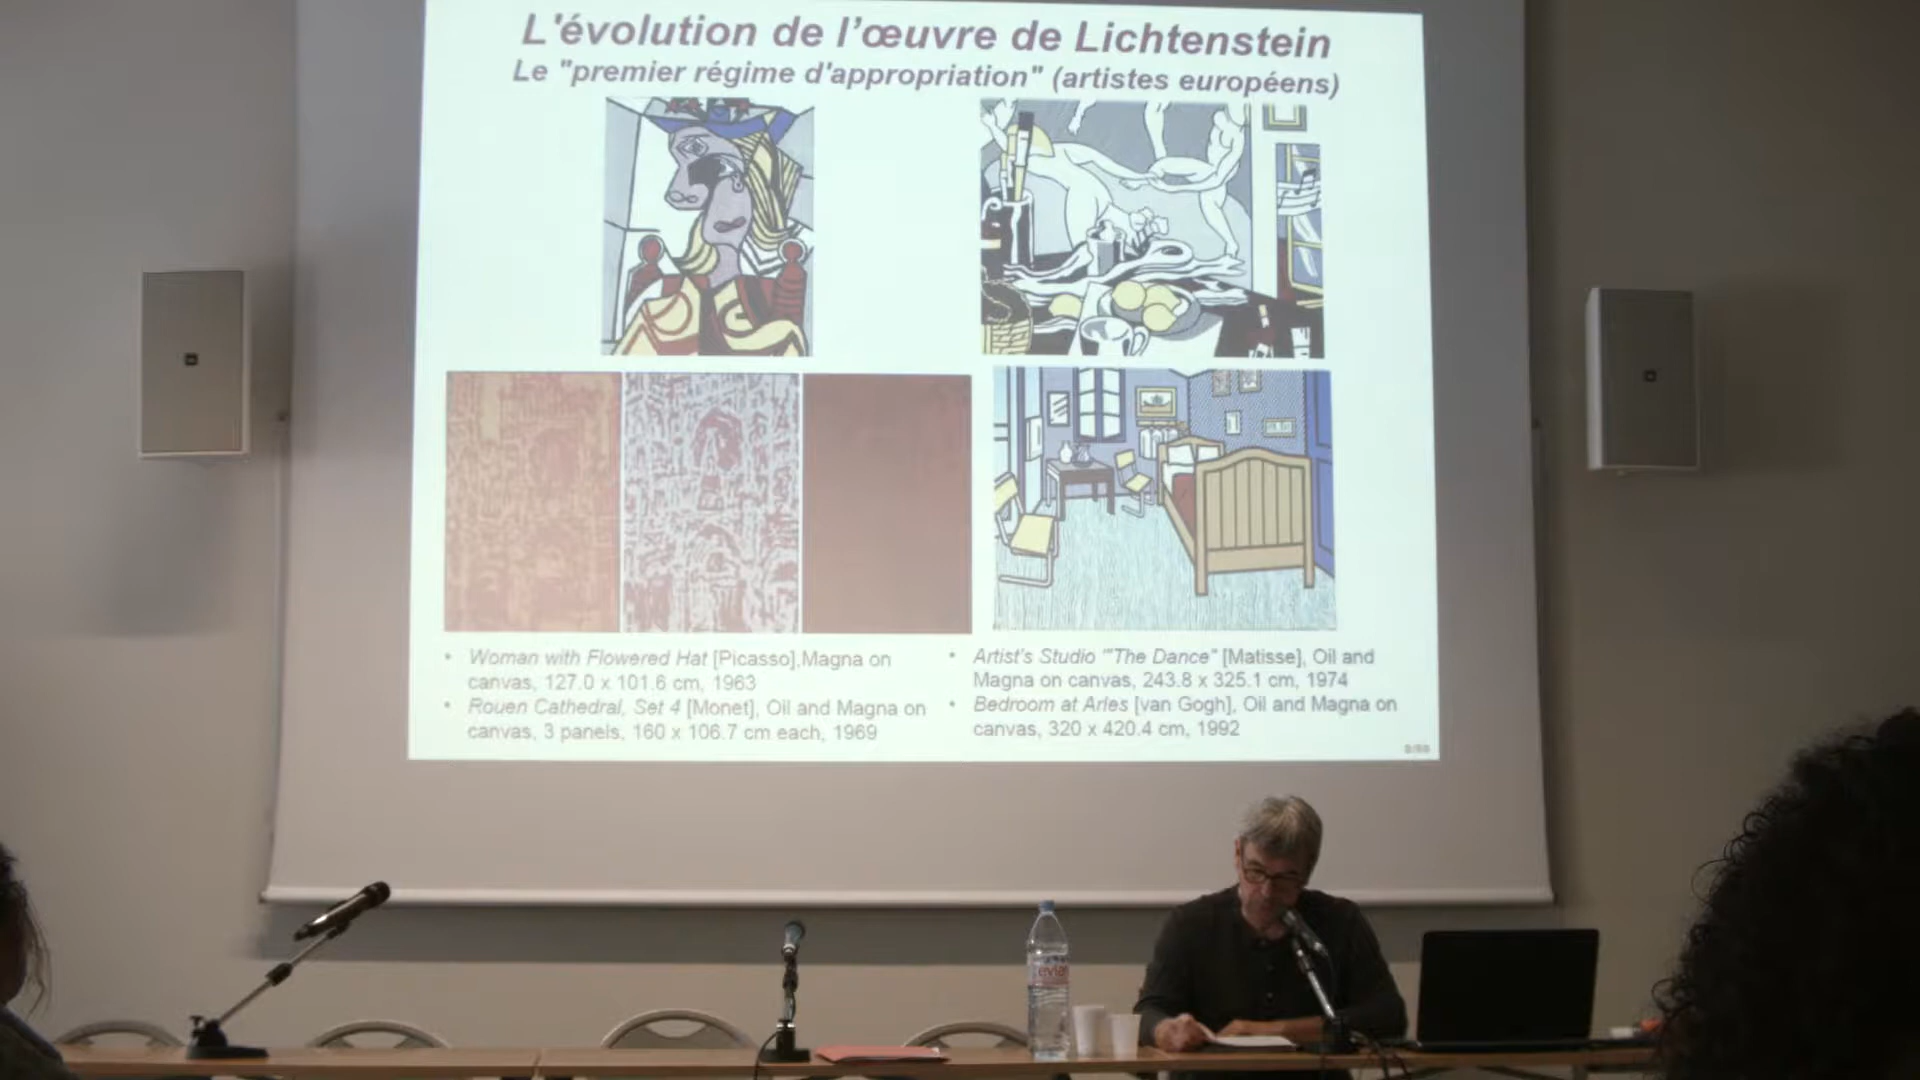 L'évolution de l’œuvre de Lichtenstein
Le "premier régime d'appropriation" (artistes européens)
• Woman with Flowered Hat [Picasso],Magna on
canvas, 127.0 x 101.6 cm, 1963
• Rouen Cathedral, Set 4 [Monet], Oil and Magna on
canvas, 3 panels, 160 x 106.7 cm each, 1969
• Artist's Studio "'The Dance" [Matisse], Oil and
Magna on canvas, 243.8 x 325.1 cm, 1974
• Bedroom at Arles [van Gogh], Oil and Magna on
canvas, 320 x 420.4 cm, 1992
evian